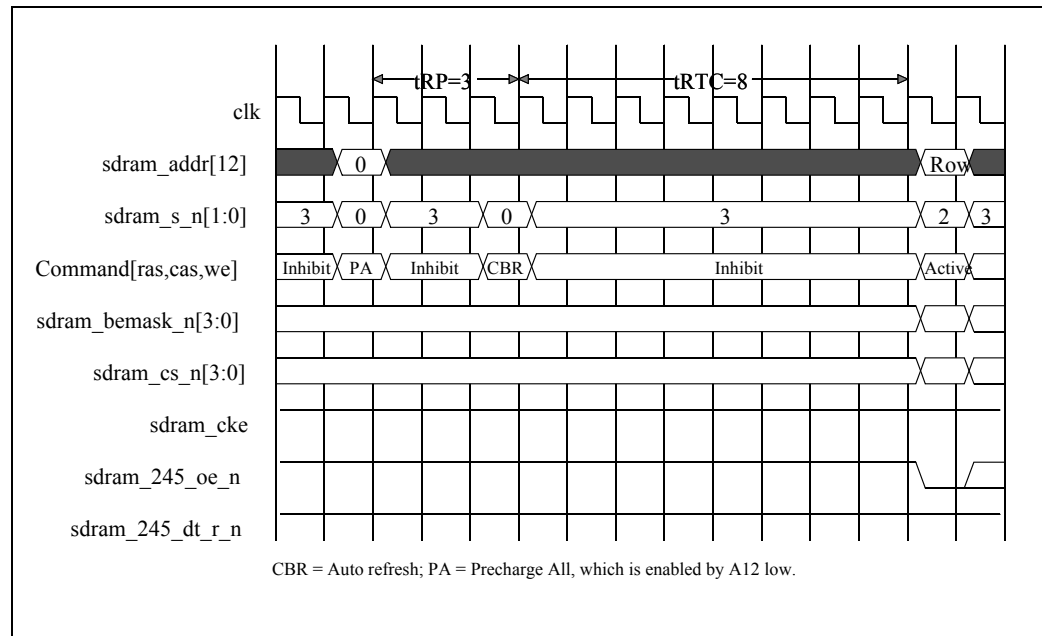 tRP=3 tRTC=8
clk
sdram_addr[12] 0 Row
sdram_s_n[1:0] 3 0 3 0 3 2 3
Command[ras,cas,we] Inhibit PA Inhibit CBR Inhibit Active
sdram_bemask_n[3:0]
sdram_cs_n[3:0]
sdram_cke
sdram_245_oe_n
sdram_245_dt_r_n
CBR = Auto refresh; PA = Precharge All, which is enabled by A12 low.